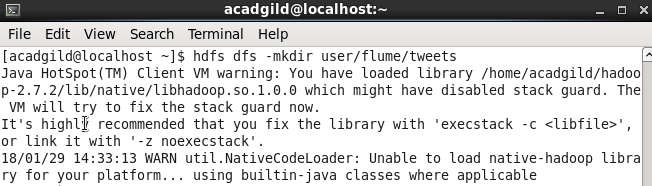 acadgild@localhost:~
File Edit View Search Terminal Help
[acadgild@localhost ~]$ hdfs dfs -mkdir user/flume/tweets
Java HotSpot(TM) Client VM warning: You have loaded library /home/acadgild/hadoo
p-2.7.2/lib/native/libhadoop.so.1.0.0 which might have disabled stack guard. The
 VM will try to fix the stack guard now.
It's highly recommended that you fix the library with 'execstack -c <libfile>',
or link it with '-z noexecstack'.
18/01/29 14:33:13 WARN util.NativeCodeLoader: Unable to load native-hadoop libra
ry for your platform... using builtin-java classes where applicable